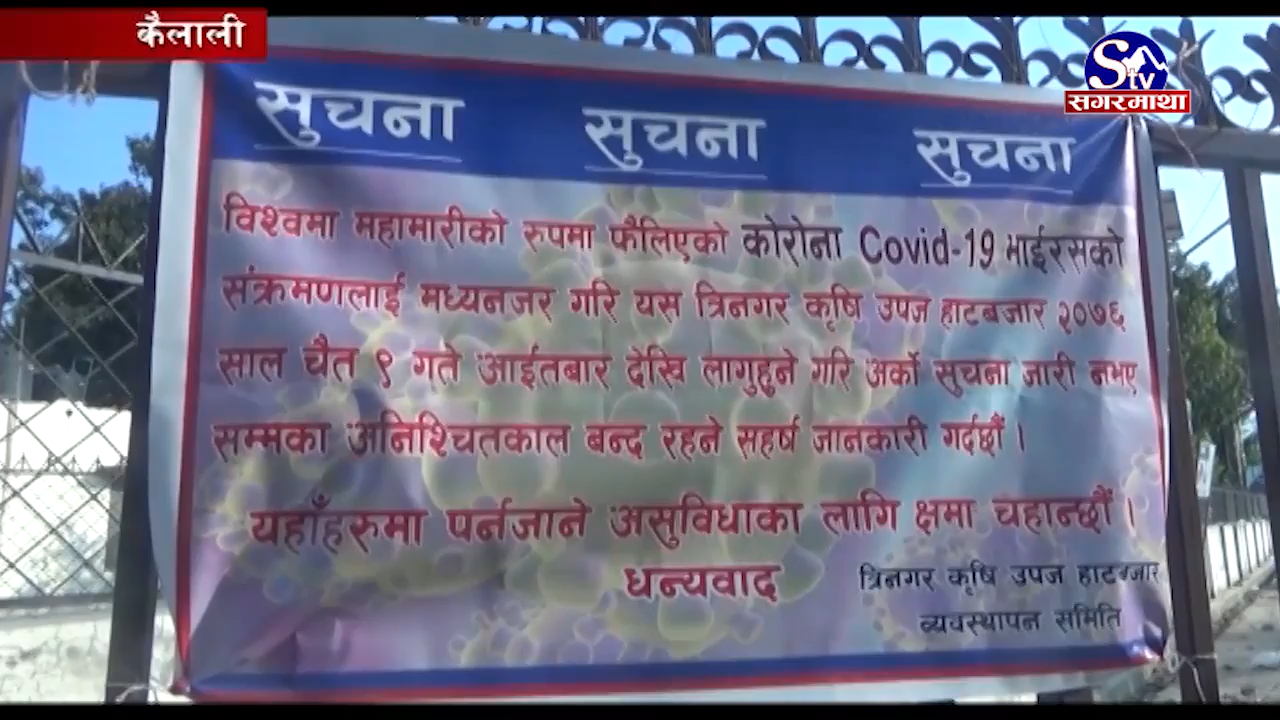 कैलाली
S tv
सगरमाथा
सुचना सुचना सुचना
विश्वमा महामारीको रुपमा फैलिएको कोरोना Covid-19 भाईरसको
संक्रमणलाई मध्यनजर गरि यस त्रिनगर कृषि उपज हाटबजार २०७६
साल चैत ९ गते आईतबार देखि लागुहुने गरि अर्को सुचना जारी नभए
सम्मका अनिश्चितकाल बन्द रहने सहर्ष जानकारी गर्दछौं ।
यहाँहरुमा पर्नजाने असुविधाका लागि क्षमा चहान्छौं ।
धन्यवाद
त्रिनगर कृषि उपज हाटबजार
व्यवस्थापन समिति